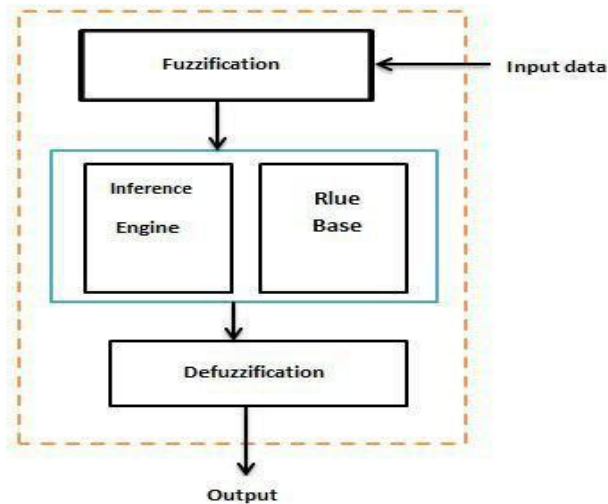 Fuzzification
Input data
Inference
Engine
Rlue
Base
Defuzzification
Output